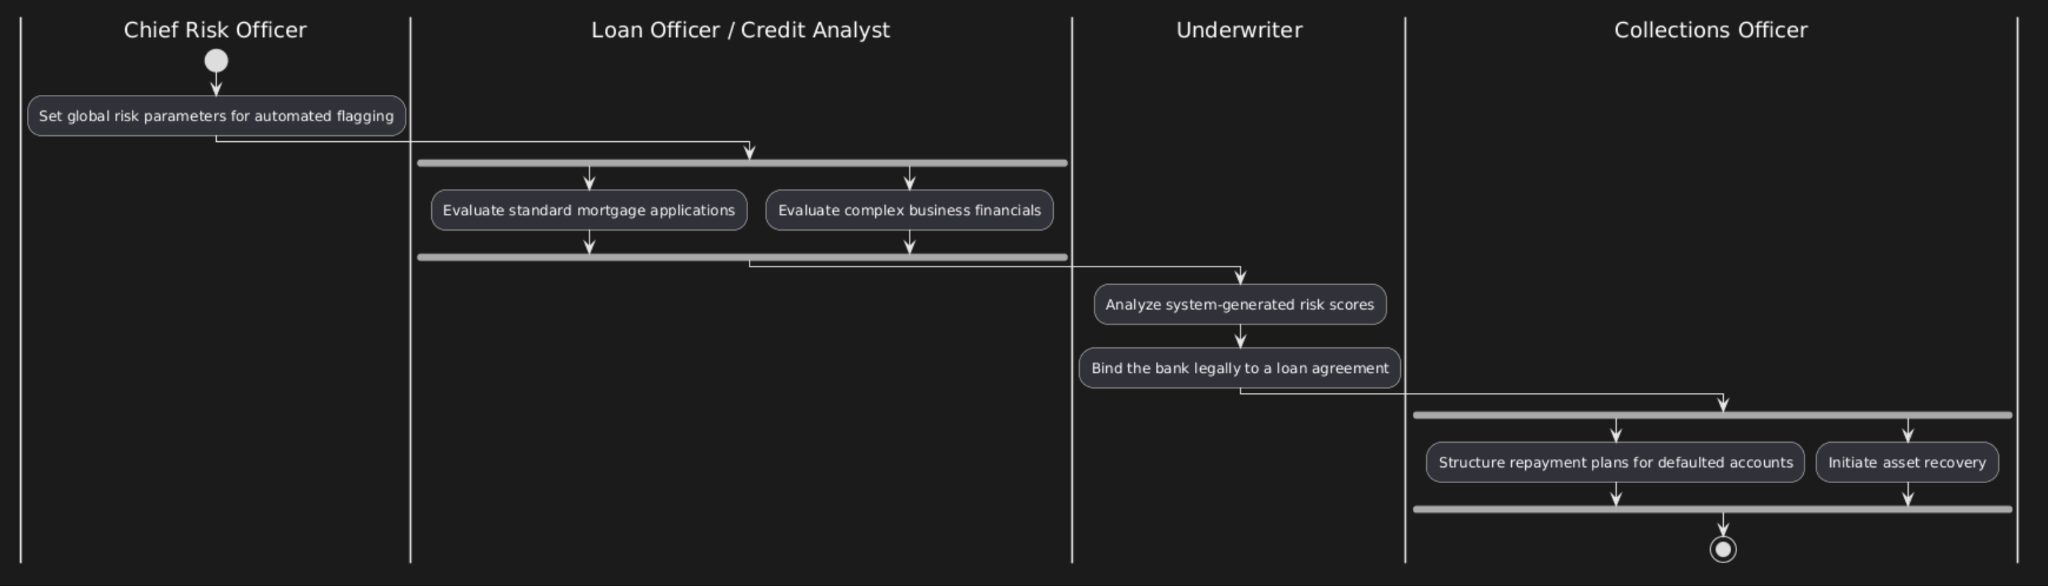 Chief Risk Officer
Loan Officer / Credit Analyst
Underwriter
Collections Officer
Set global risk parameters for automated flagging
Evaluate standard mortgage applications
Evaluate complex business financials
Analyze system-generated risk scores
Bind the bank legally to a loan agreement
Structure repayment plans for defaulted accounts
Initiate asset recovery